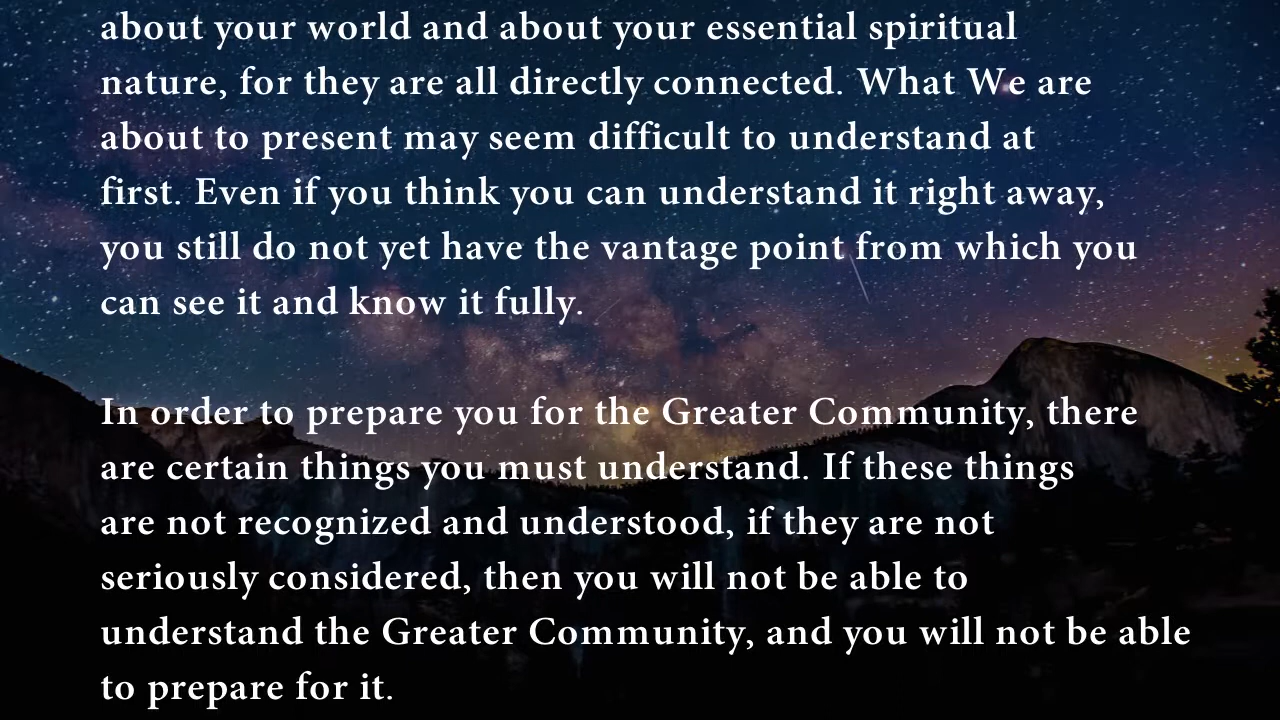 about your world and about your essential spiritual
nature, for they are all directly connected. What We are
about to present may seem difficult to understand at
first. Even if you think you can understand it right away,
you still do not yet have the vantage point from which you
can see it and know it fully.
In order to prepare you for the Greater Community, there
are certain things you must understand. If these things
are not recognized and understood, if they are not
seriously considered, then you will not be able to
understand the Greater Community, and you will not be able
to prepare for it.